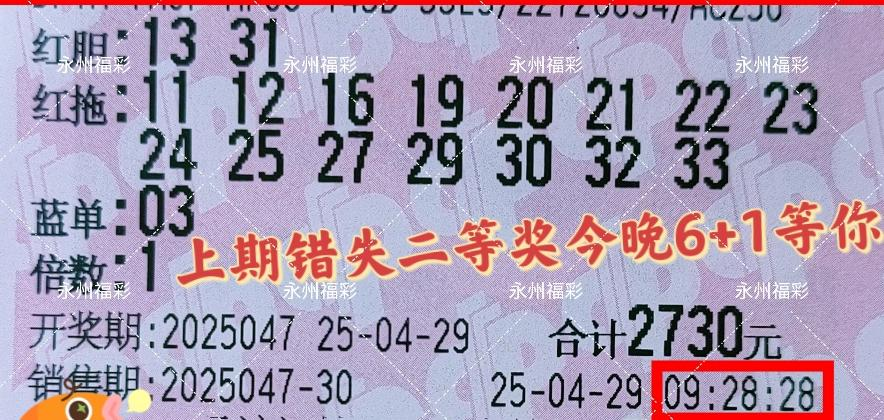 红胆:13 31
永州福彩 永州福彩 永州福彩
红拖:11 12 16 19 20 21 22 23
24 25 27 29 30 32 33
蓝单:03
上期错失二等奖今晚6+1等你
倍数:1
永州福彩 永州福彩 永州福彩
开奖期:2025047 25-04-29 合计2730元
销售期:2025047-30 25-04-29 09:28:28